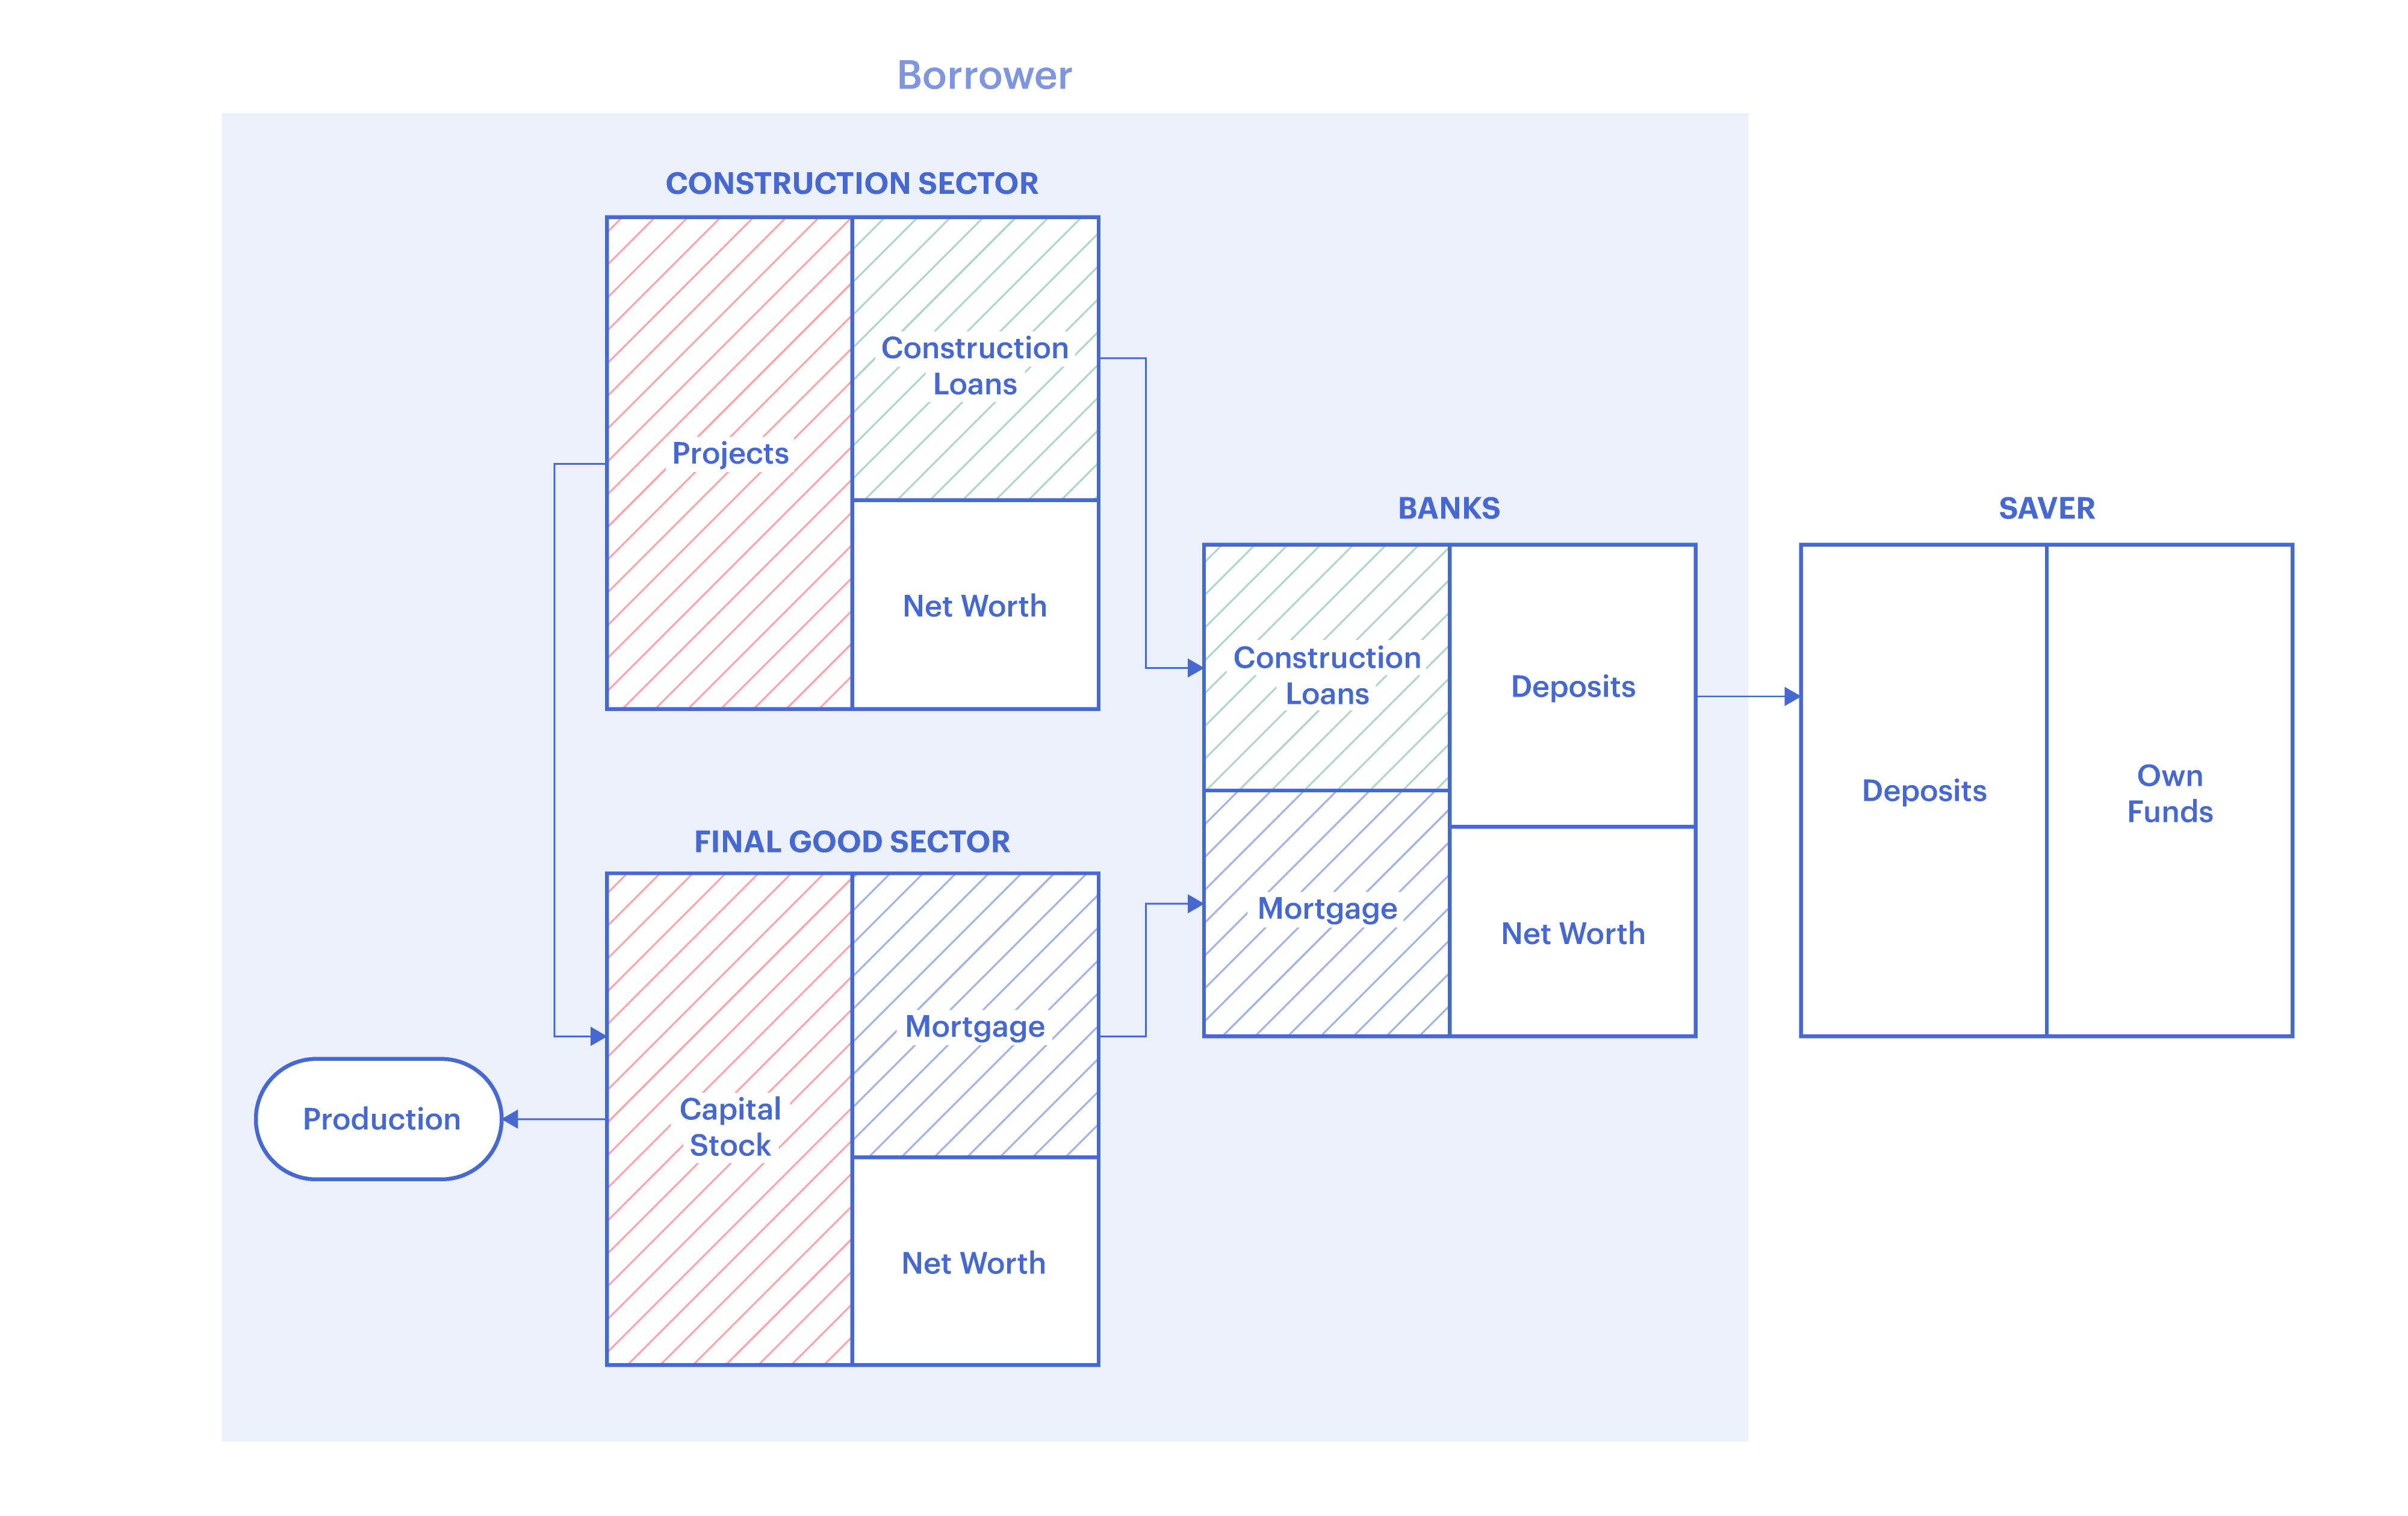 Borrower
CONSTRUCTION SECTOR
Projects
Construction
Loans
Net Worth
BANKS
Construction
Loans
Mortgage
Deposits
Net Worth
SAVER
Deposits
Own
Funds
FINAL GOOD SECTOR
Capital
Stock
Mortgage
Net Worth
Production